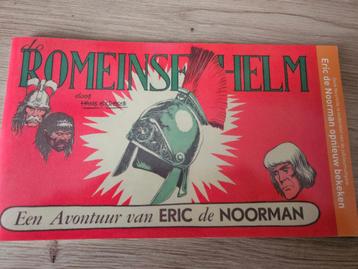 de
ROMEINSE HELM
door
HANS KRESSE
Een Avontuur van ERIC de NOORMAN
Eric de Noorman opnieuw bekeken